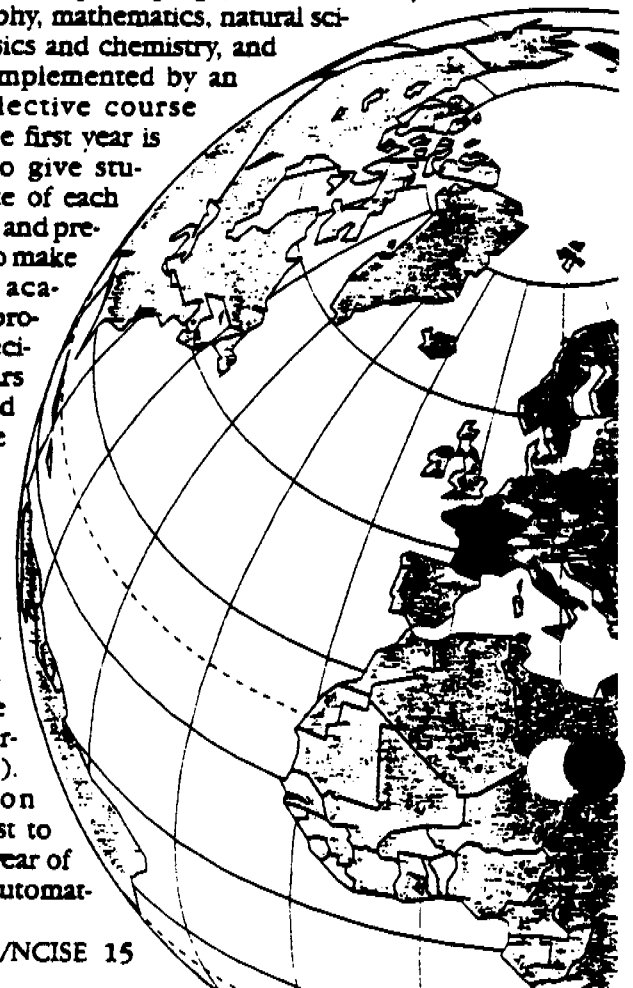 phy, mathematics, natural sci-
sics and chemistry, and
mplemented by an
lective course
e first year is
o give stu-
te of each
and pre-
o make
aca-
pro-
eci-
rs
d
e
e
r-
).
on
st to
ear of
utomat-
/NCISE 15